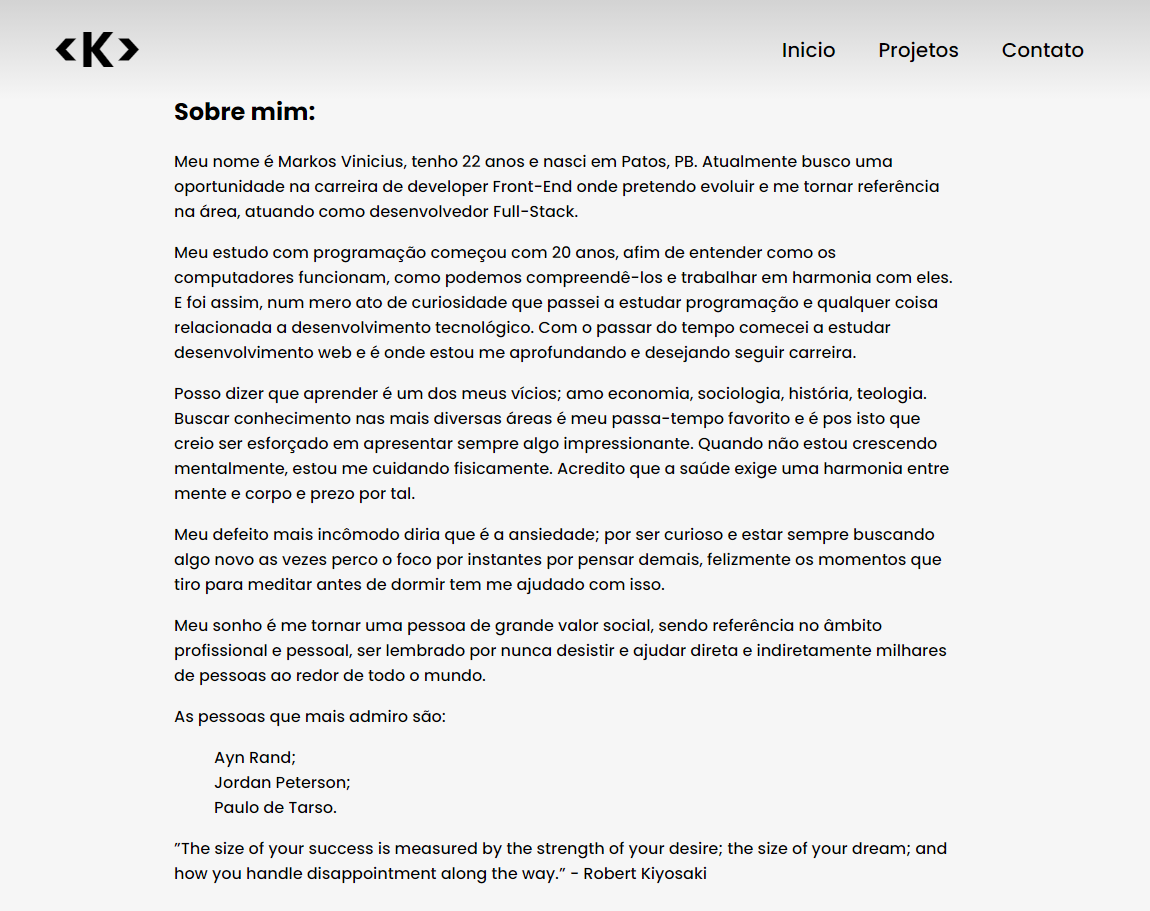 <K>
Inicio Projetos Contato
Sobre mim:
Meu nome é Markos Vinicius, tenho 22 anos e nasci em Patos, PB. Atualmente busco uma
oportunidade na carreira de developer Front-End onde pretendo evoluir e me tornar referência
na área, atuando como desenvolvedor Full-Stack.
Meu estudo com programação começou com 20 anos, afim de entender como os
computadores funcionam, como podemos compreendê-los e trabalhar em harmonia com eles.
E foi assim, num mero ato de curiosidade que passei a estudar programação e qualquer coisa
relacionada a desenvolvimento tecnológico. Com o passar do tempo comecei a estudar
desenvolvimento web e é onde estou me aprofundando e desejando seguir carreira.
Posso dizer que aprender é um dos meus vícios; amo economia, sociologia, história, teologia.
Buscar conhecimento nas mais diversas áreas é meu passa-tempo favorito e é pos isto que
creio ser esforçado em apresentar sempre algo impressionante. Quando não estou crescendo
mentalmente, estou me cuidando fisicamente. Acredito que a saúde exige uma harmonia entre
mente e corpo e prezo por tal.
Meu defeito mais incômodo diria que é a ansiedade; por ser curioso e estar sempre buscando
algo novo as vezes perco o foco por instantes por pensar demais, felizmente os momentos que
tiro para meditar antes de dormir tem me ajudado com isso.
Meu sonho é me tornar uma pessoa de grande valor social, sendo referência no âmbito
profissional e pessoal, ser lembrado por nunca desistir e ajudar direta e indiretamente milhares
de pessoas ao redor de todo o mundo.
As pessoas que mais admiro são:
Ayn Rand;
Jordan Peterson;
Paulo de Tarso.
”The size of your success is measured by the strength of your desire; the size of your dream; and
how you handle disappointment along the way.” - Robert Kiyosaki